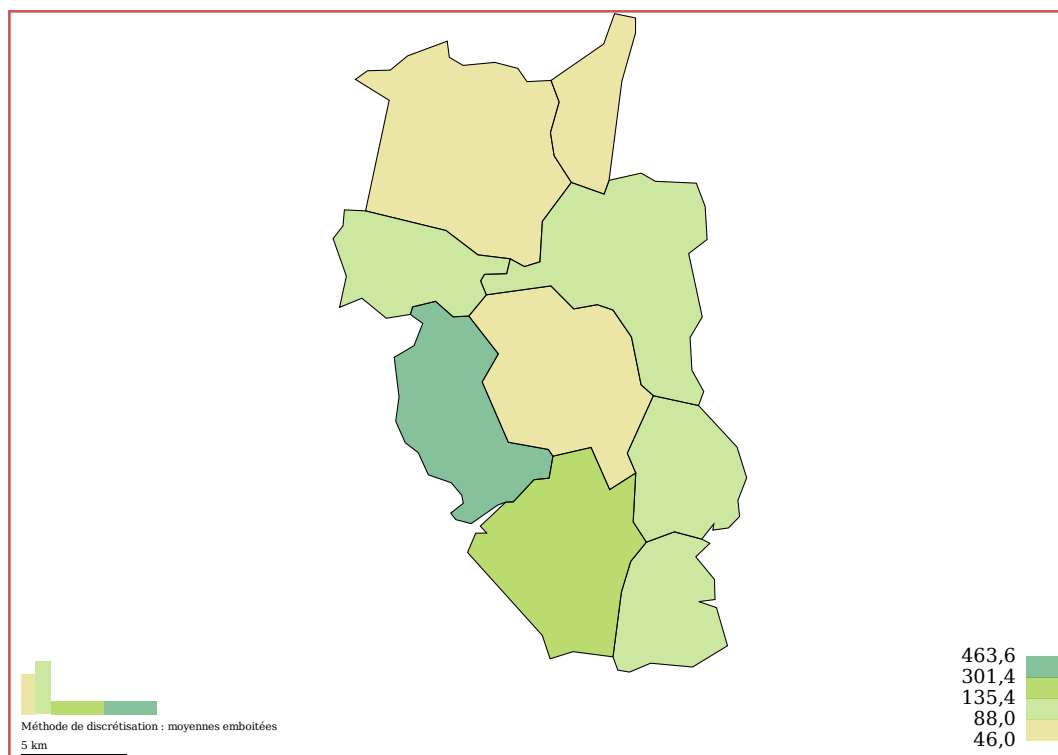 463,6
301,4
135,4
88,0
46,0
Méthode de discrétisation : moyennes emboitées
5 km